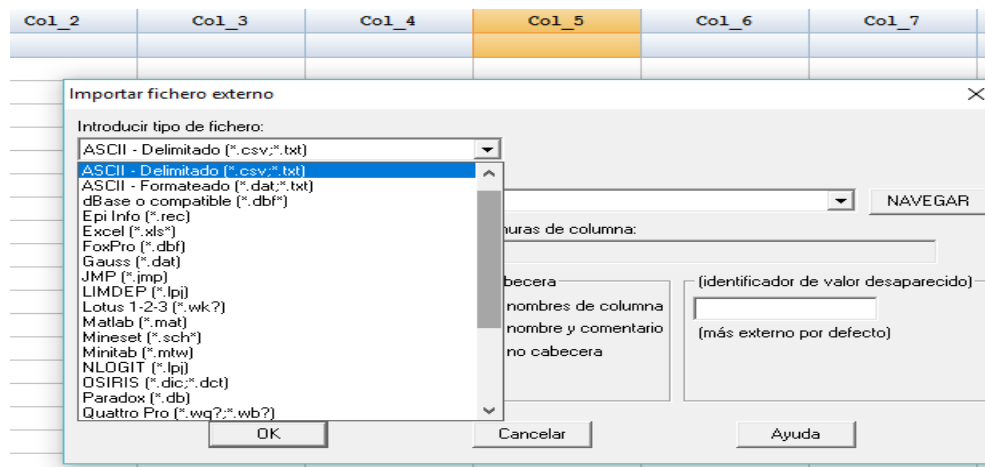 Col_2 Col_3 Col_4 Col_5 Col_6 Col_7
Importar fichero externo
Introducir tipo de fichero:
ASCII - Delimitado (*.csv;*.txt)
ASCII - Delimitado (*.csv;*.txt)
ASCII - Formateado (*.dat;*.txt)
dBase o compatible (*.dbf*)
Epi Info (*.rec)
Excel (*.xls*)
FoxPro (*.dbf)
Gauss (*.dat)
JMP (*.jmp)
LIMDEP (*.lpj)
Lotus 1-2-3 (*.wk?)
Matlab (*.mat)
Mineset (*.sch*)
Minitab (*.mtw)
NLOGIT (*.lpj)
OSIRIS (*.dic;*.dct)
Paradox (*.db)
Quattro Pro (*.wq?;*.wb?)
NAVEGAR
huras de columna:
becera
nombres de columna
nombre y comentario
no cabecera
(identificador de valor desaparecido)
(más externo por defecto)
OK Cancelar Ayuda